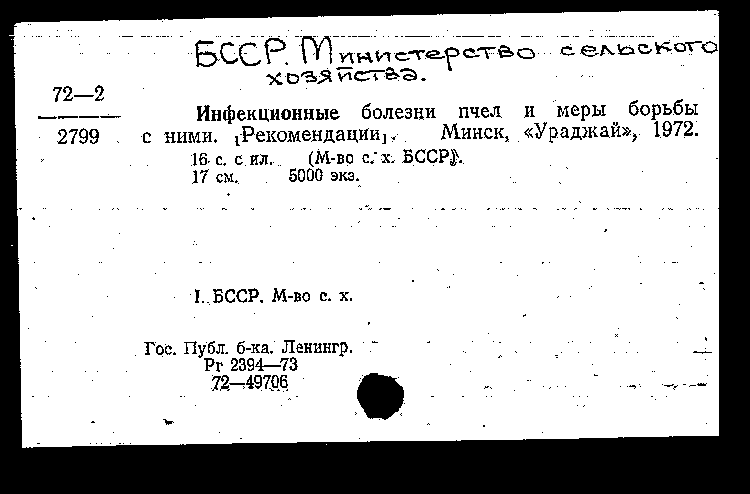 БССР. Министерство сельского
хозяйства.
72—2
2799
Инфекционные болезни пчел и меры борьбы
с ними. [Рекомендации]. Минск, «Ураджай», 1972.
16 с. с ил. (М-во с. х. БССР).
17 см. 5000 экз.
I. БССР. М-во с. х.
Гос. Публ. б-ка. Ленингр.
Рг 2394—73
72—49706